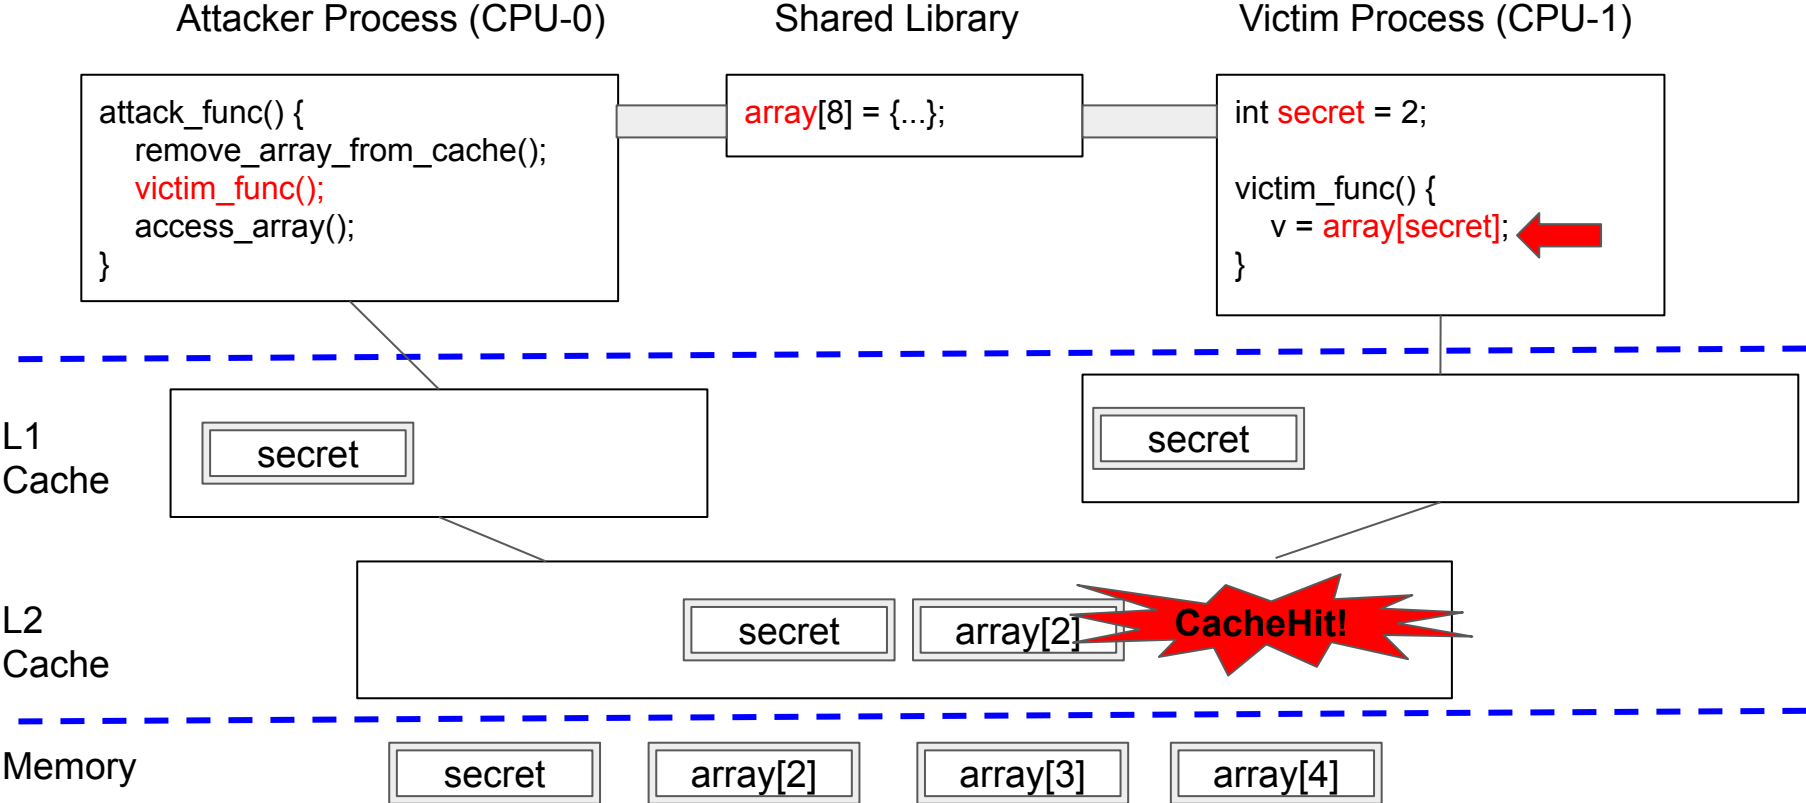 Attacker Process (CPU-0)
Shared Library
Victim Process (CPU-1)
attack_func() {
remove_array_from_cache();
victim_func();
access_array();
}
array[8] = {...};
int secret = 2;
victim_func() {
v = array[secret];
}
L1
Cache
secret
secret
L2
Cache
secret
array[2]
CacheHit!
Memory
secret
array[2]
array[3]
array[4]